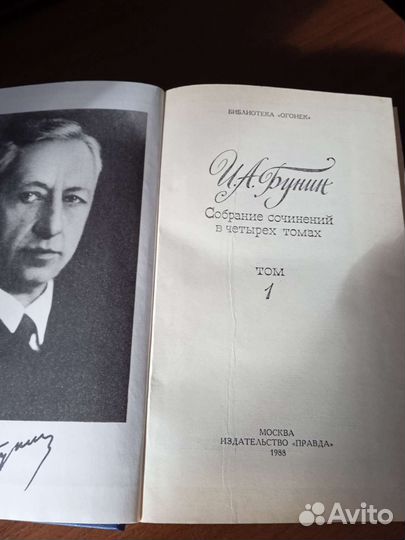 БИБЛИОТЕКА «ОГОНЕК»
И.А.Бунин
Собрание сочинений
в четырех томах
ТОМ
1
МОСКВА
ИЗДАТЕЛЬСТВО «ПРАВДА»
1988
Avito